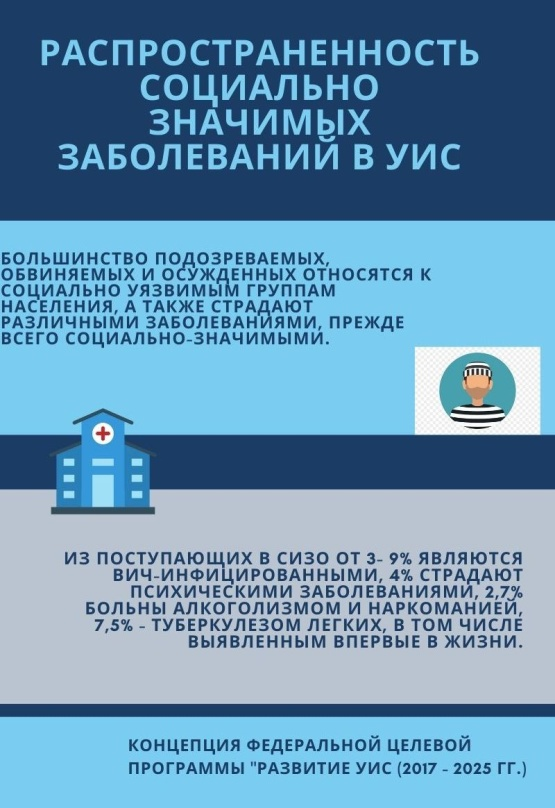 РАСПРОСТРАНЕННОСТЬ
СОЦИАЛЬНО
ЗНАЧИМЫХ
ЗАБОЛЕВАНИЙ В УИС
БОЛЬШИНСТВО ПОДОЗРЕВАЕМЫХ,
ОБВИНЯЕМЫХ И ОСУЖДЕННЫХ ОТНОСЯТСЯ К
СОЦИАЛЬНО УЯЗВИМЫМ ГРУППАМ
НАСЕЛЕНИЯ, А ТАКЖЕ СТРАДАЮТ
РАЗЛИЧНЫМИ ЗАБОЛЕВАНИЯМИ, ПРЕЖДЕ
ВСЕГО СОЦИАЛЬНО-ЗНАЧИМЫМИ.
ИЗ ПОСТУПАЮЩИХ В СИЗО ОТ 3- 9% ЯВЛЯЮТСЯ
ВИЧ-ИНФИЦИРОВАННЫМИ, 4% СТРАДАЮТ
ПСИХИЧЕСКИМИ ЗАБОЛЕВАНИЯМИ, 2,7%
БОЛЬНЫ АЛКОГОЛИЗМОМ И НАРКОМАНИЕЙ,
7,5% - ТУБЕРКУЛЕЗОМ ЛЕГКИХ, В ТОМ ЧИСЛЕ
ВЫЯВЛЕННЫМ ВПЕРВЫЕ В ЖИЗНИ.
КОНЦЕПЦИЯ ФЕДЕРАЛЬНОЙ ЦЕЛЕВОЙ
ПРОГРАММЫ "РАЗВИТИЕ УИС (2017 - 2025 ГГ.)